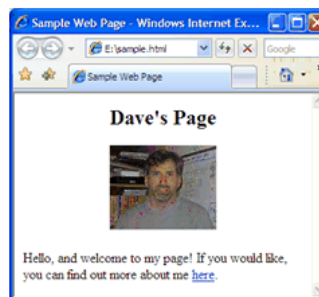 Sample Web Page - Windows Internet Ex...
E:\sample.html
Google
Sample Web Page
Dave's Page
Hello, and welcome to my page! If you would like,
you can find out more about me here.